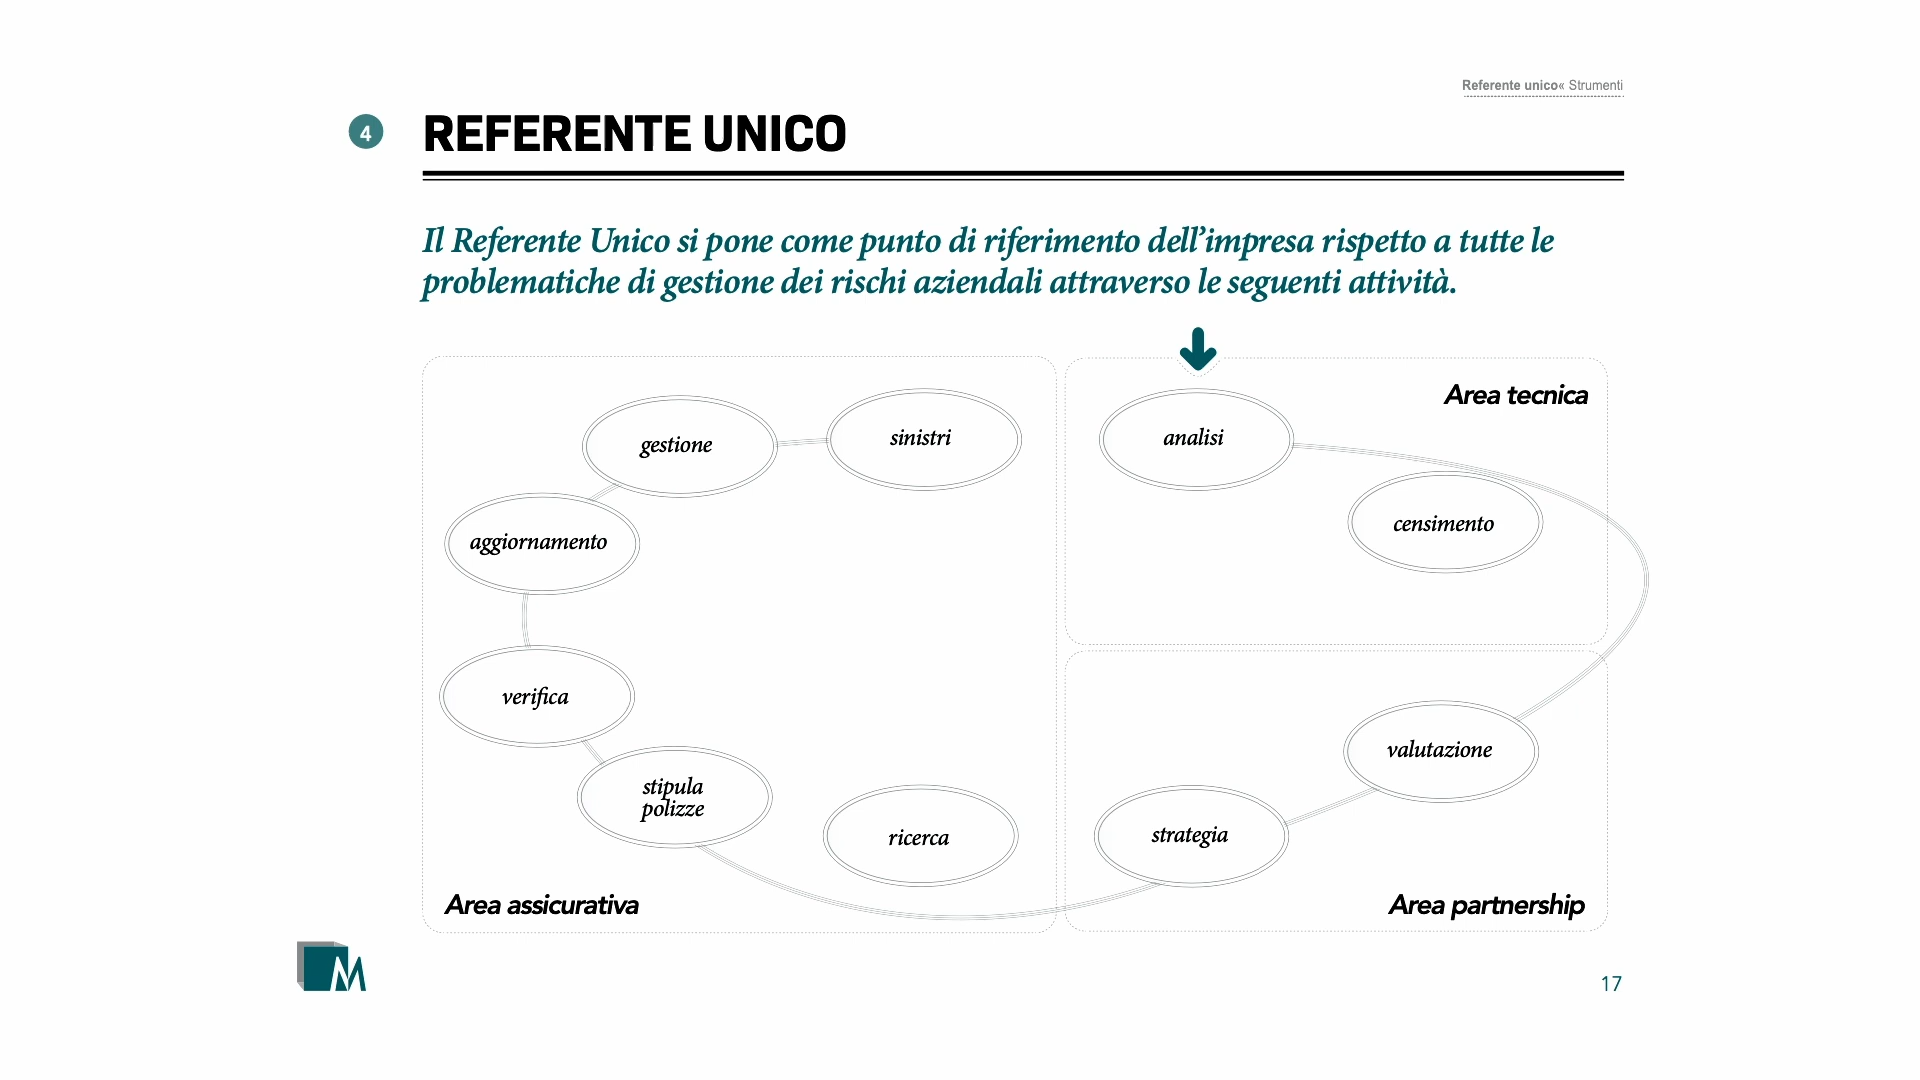 Referente unico« Strumenti
4
REFERENTE UNICO
Il Referente Unico si pone come punto di riferimento dell’impresa rispetto a tutte le
problematiche di gestione dei rischi aziendali attraverso le seguenti attività.
Area tecnica
analisi
censimento
valutazione
strategia
Area partnership
ricerca
stipula
polizze
verifica
aggiornamento
gestione
sinistri
Area assicurativa
M
17